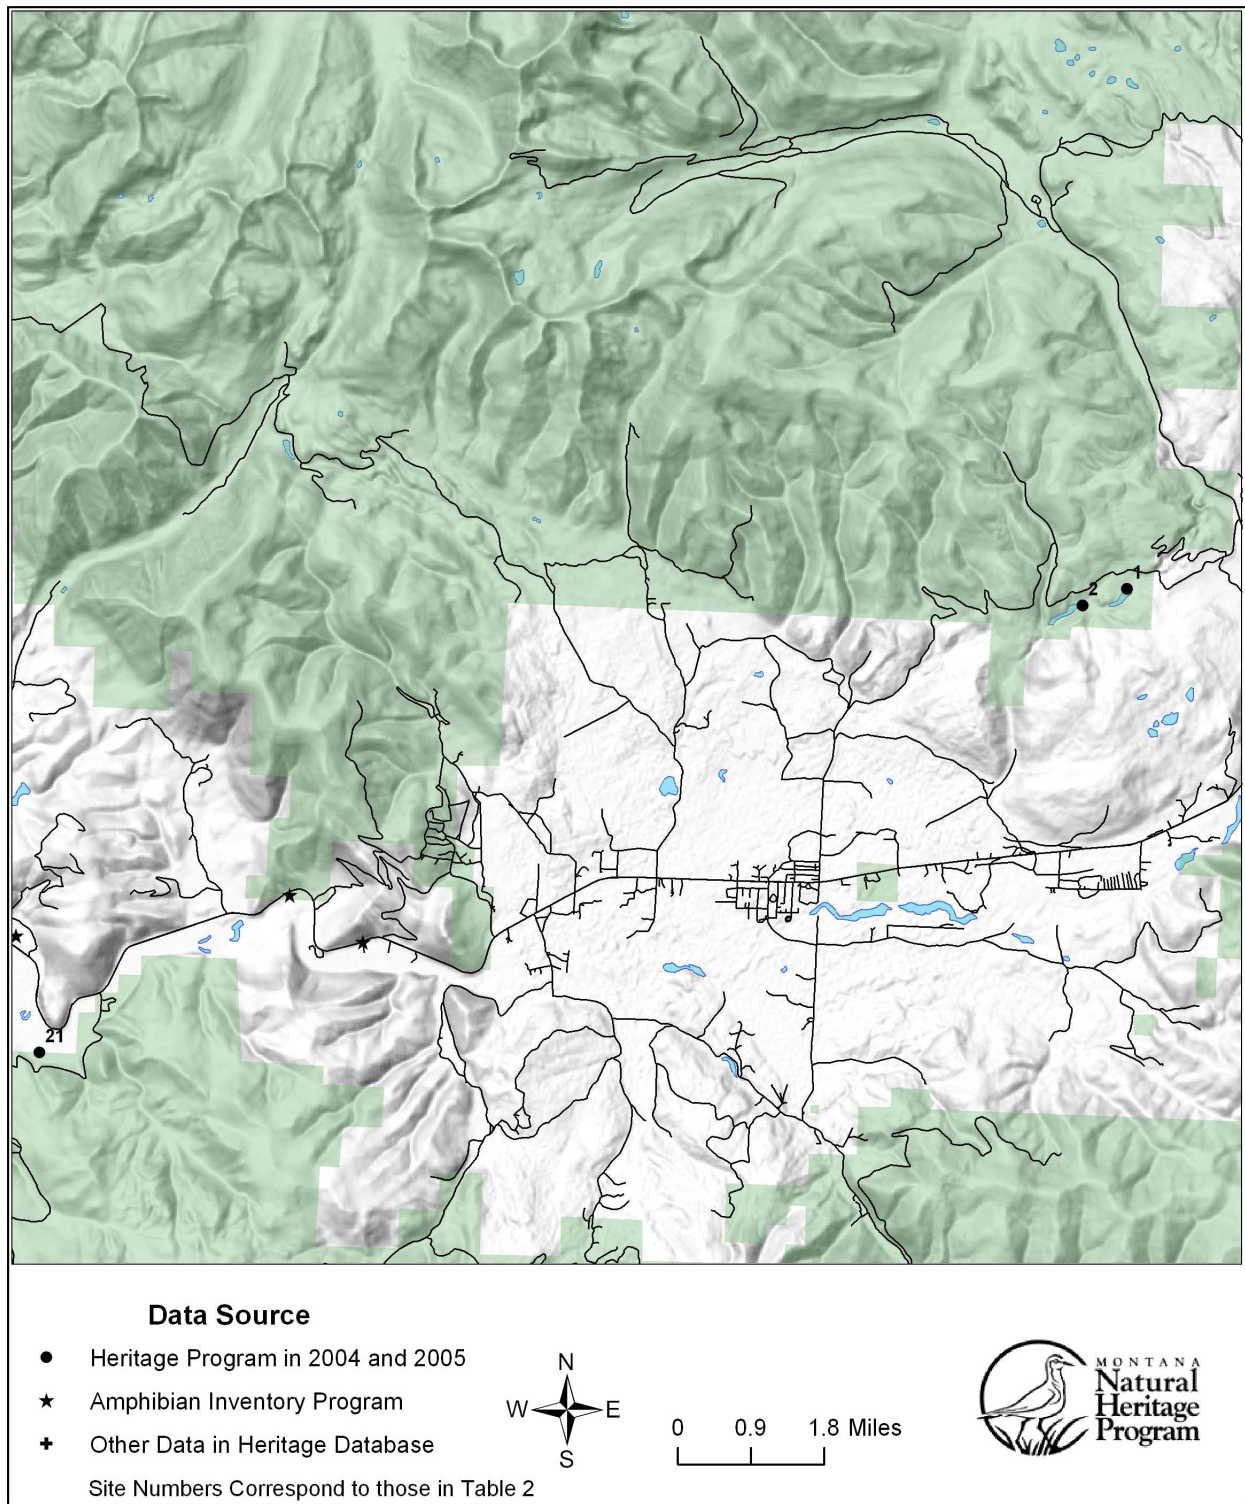 1
2
21
Data Source
Heritage Program in 2004 and 2005
Amphibian Inventory Program
Other Data in Heritage Database
Site Numbers Correspond to those in Table 2
N
W E
S
0 0.9 1.8 Miles
MONTANA
Natural
Heritage
Program